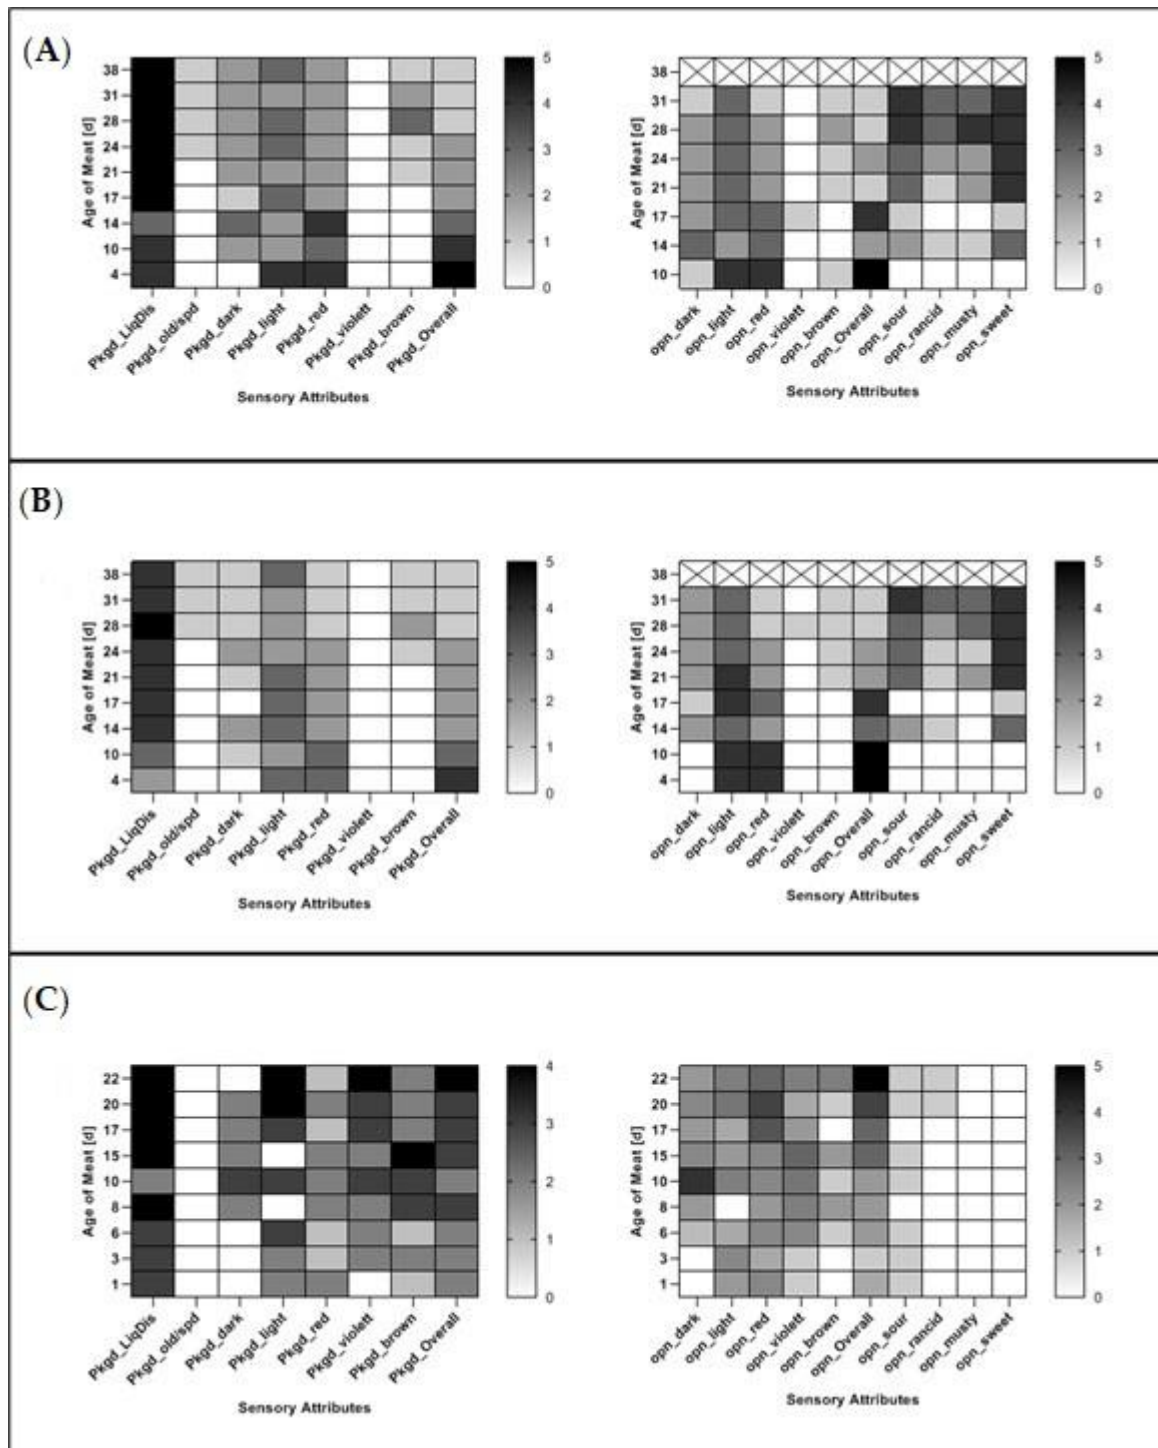 (A)
Age of Meat [d]
38
31
28
24
21
17
14
10
4
Pkgd_LiqDis
Pkgd_old/spd
Pkgd_dark
Pkgd_light
Pkgd_red
Pkgd_violett
Pkgd_brown
Pkgd_Overall
Sensory Attributes
5
4
3
2
1
0
Age of Meat [d]
38
31
28
24
21
17
14
10
opn_dark
opn_light
opn_red
opn_violett
opn_brown
opn_Overall
opn_sour
opn_rancid
opn_musty
opn_sweet
Sensory Attributes
5
4
3
2
1
0
(B)
Age of Meat [d]
38
31
28
24
21
17
14
10
4
Pkgd_LiqDis
Pkgd_old/spd
Pkgd_dark
Pkgd_light
Pkgd_red
Pkgd_violett
Pkgd_brown
Pkgd_Overall
Sensory Attributes
5
4
3
2
1
0
Age of Meat [d]
38
31
28
24
21
17
14
10
4
opn_dark
opn_light
opn_red
opn_violett
opn_brown
opn_Overall
opn_sour
opn_rancid
opn_musty
opn_sweet
Sensory Attributes
5
4
3
2
1
0
(C)
Age of Meat [d]
22
20
17
15
10
8
6
3
1
Pkgd_LiqDis
Pkgd_old/spd
Pkgd_dark
Pkgd_light
Pkgd_red
Pkgd_violett
Pkgd_brown
Pkgd_Overall
Sensory Attributes
4
3
2
1
0
Age of Meat [d]
22
20
17
15
10
8
6
3
1
opn_dark
opn_light
opn_red
opn_violett
opn_brown
opn_Overall
opn_sour
opn_rancid
opn_musty
opn_sweet
Sensory Attributes
5
4
3
2
1
0